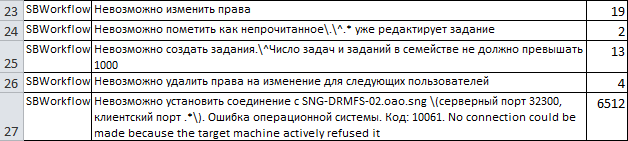 23 SBWorkflow Невозможно изменить права 19
24 SBWorkflow Невозможно пометить как непрочитанное\.\^.* уже редактирует задание 2
SBWorkflow Невозможно создать задания.\^Число задач и заданий в семействе не должно превышать 13
25 1000
26 SBWorkflow Невозможно удалить права на изменение для следующих пользователей 4
SBWorkflow Невозможно установить соединение с SNG-DRMFS-02.oao.sng \(серверный порт 32300, 6512
клиентский порт .*\). Ошибка операционной системы. Код: 10061. No connection could be
27 made because the target machine actively refused it